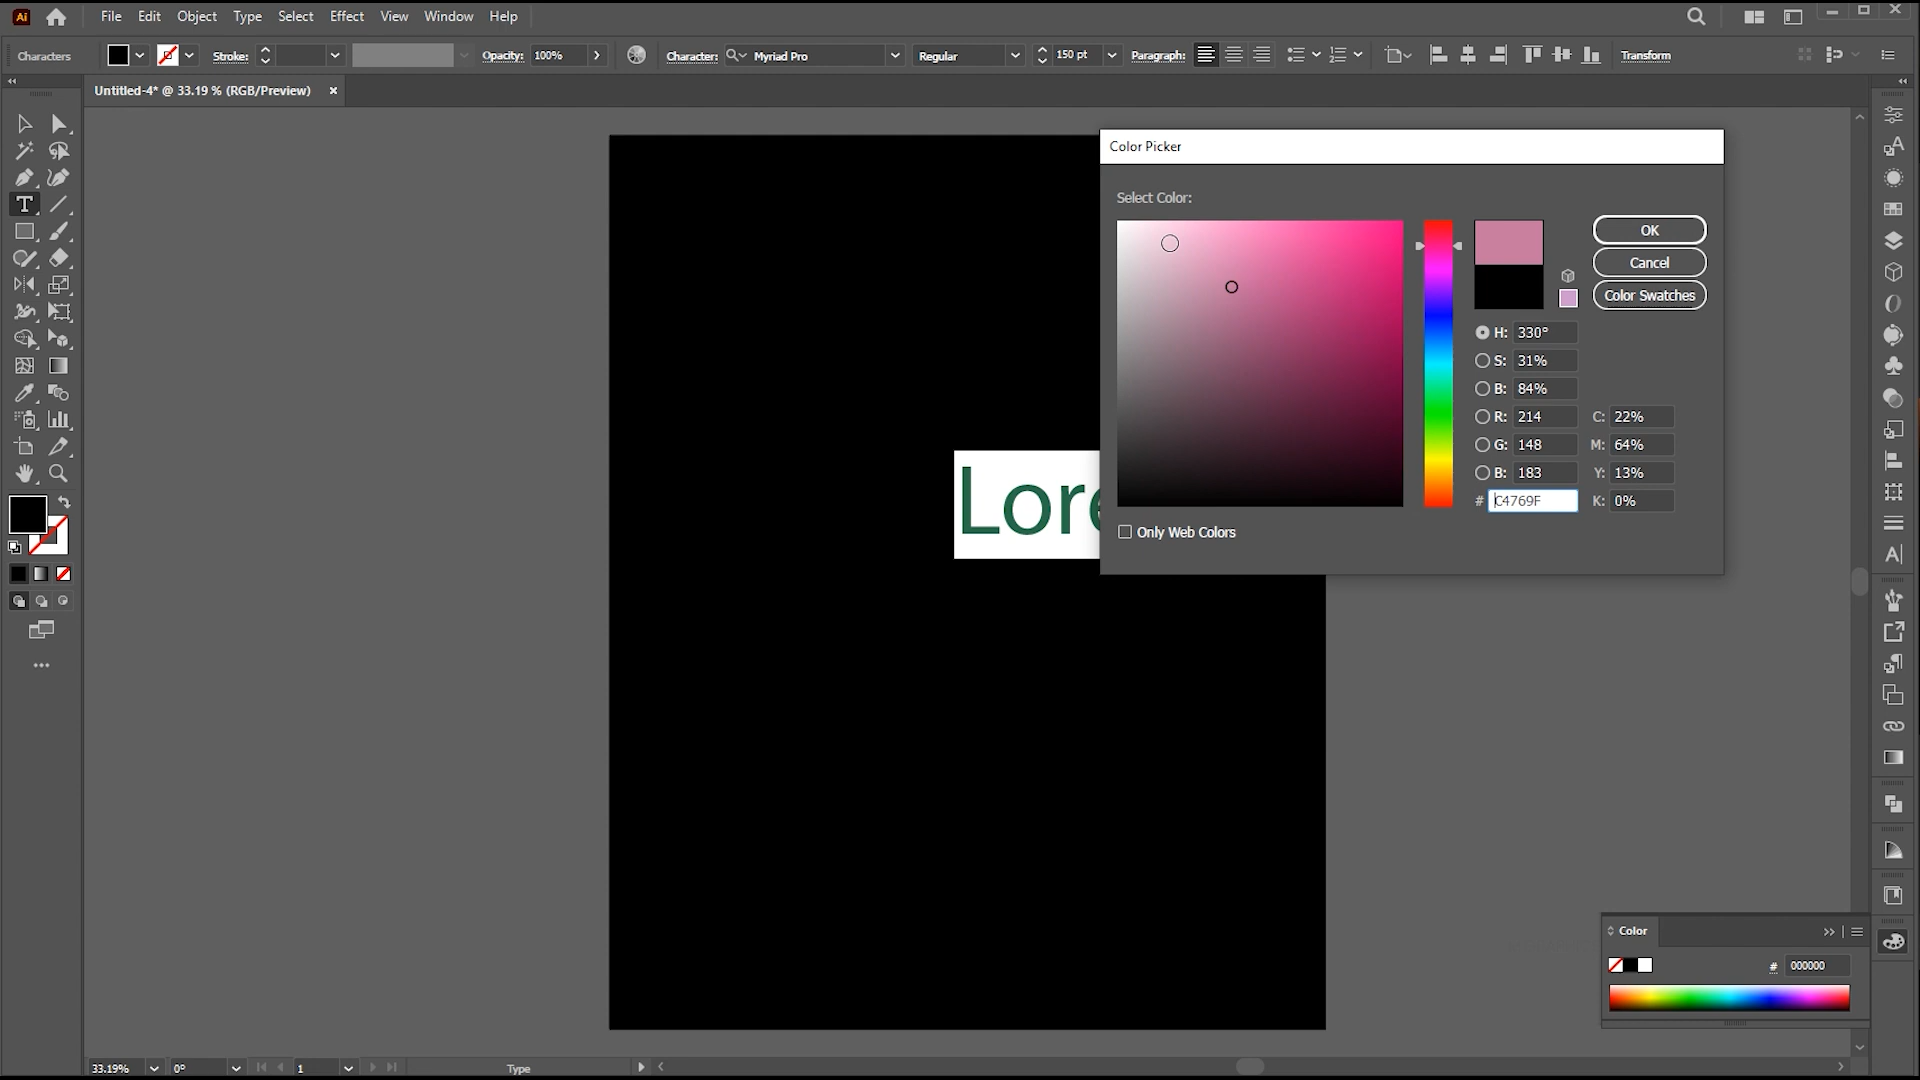 Ai File Edit Object Type Select Effect View Window Help
Characters Stroke: Opacity: 100% Character: Myriad Pro Regular 150 pt Paragraph: Transform
Untitled-4* @ 33.19 % (RGB/Preview) ×
Color Picker
Select Color:
OK
Cancel
Color Swatches
H: 330°
S: 31%
B: 84%
R: 214 C: 22%
G: 148 M: 64%
B: 183 Y: 13%
# C4769F K: 0%
Only Web Colors
Lore
Color
# 000000
33.19% 0° 1 Type